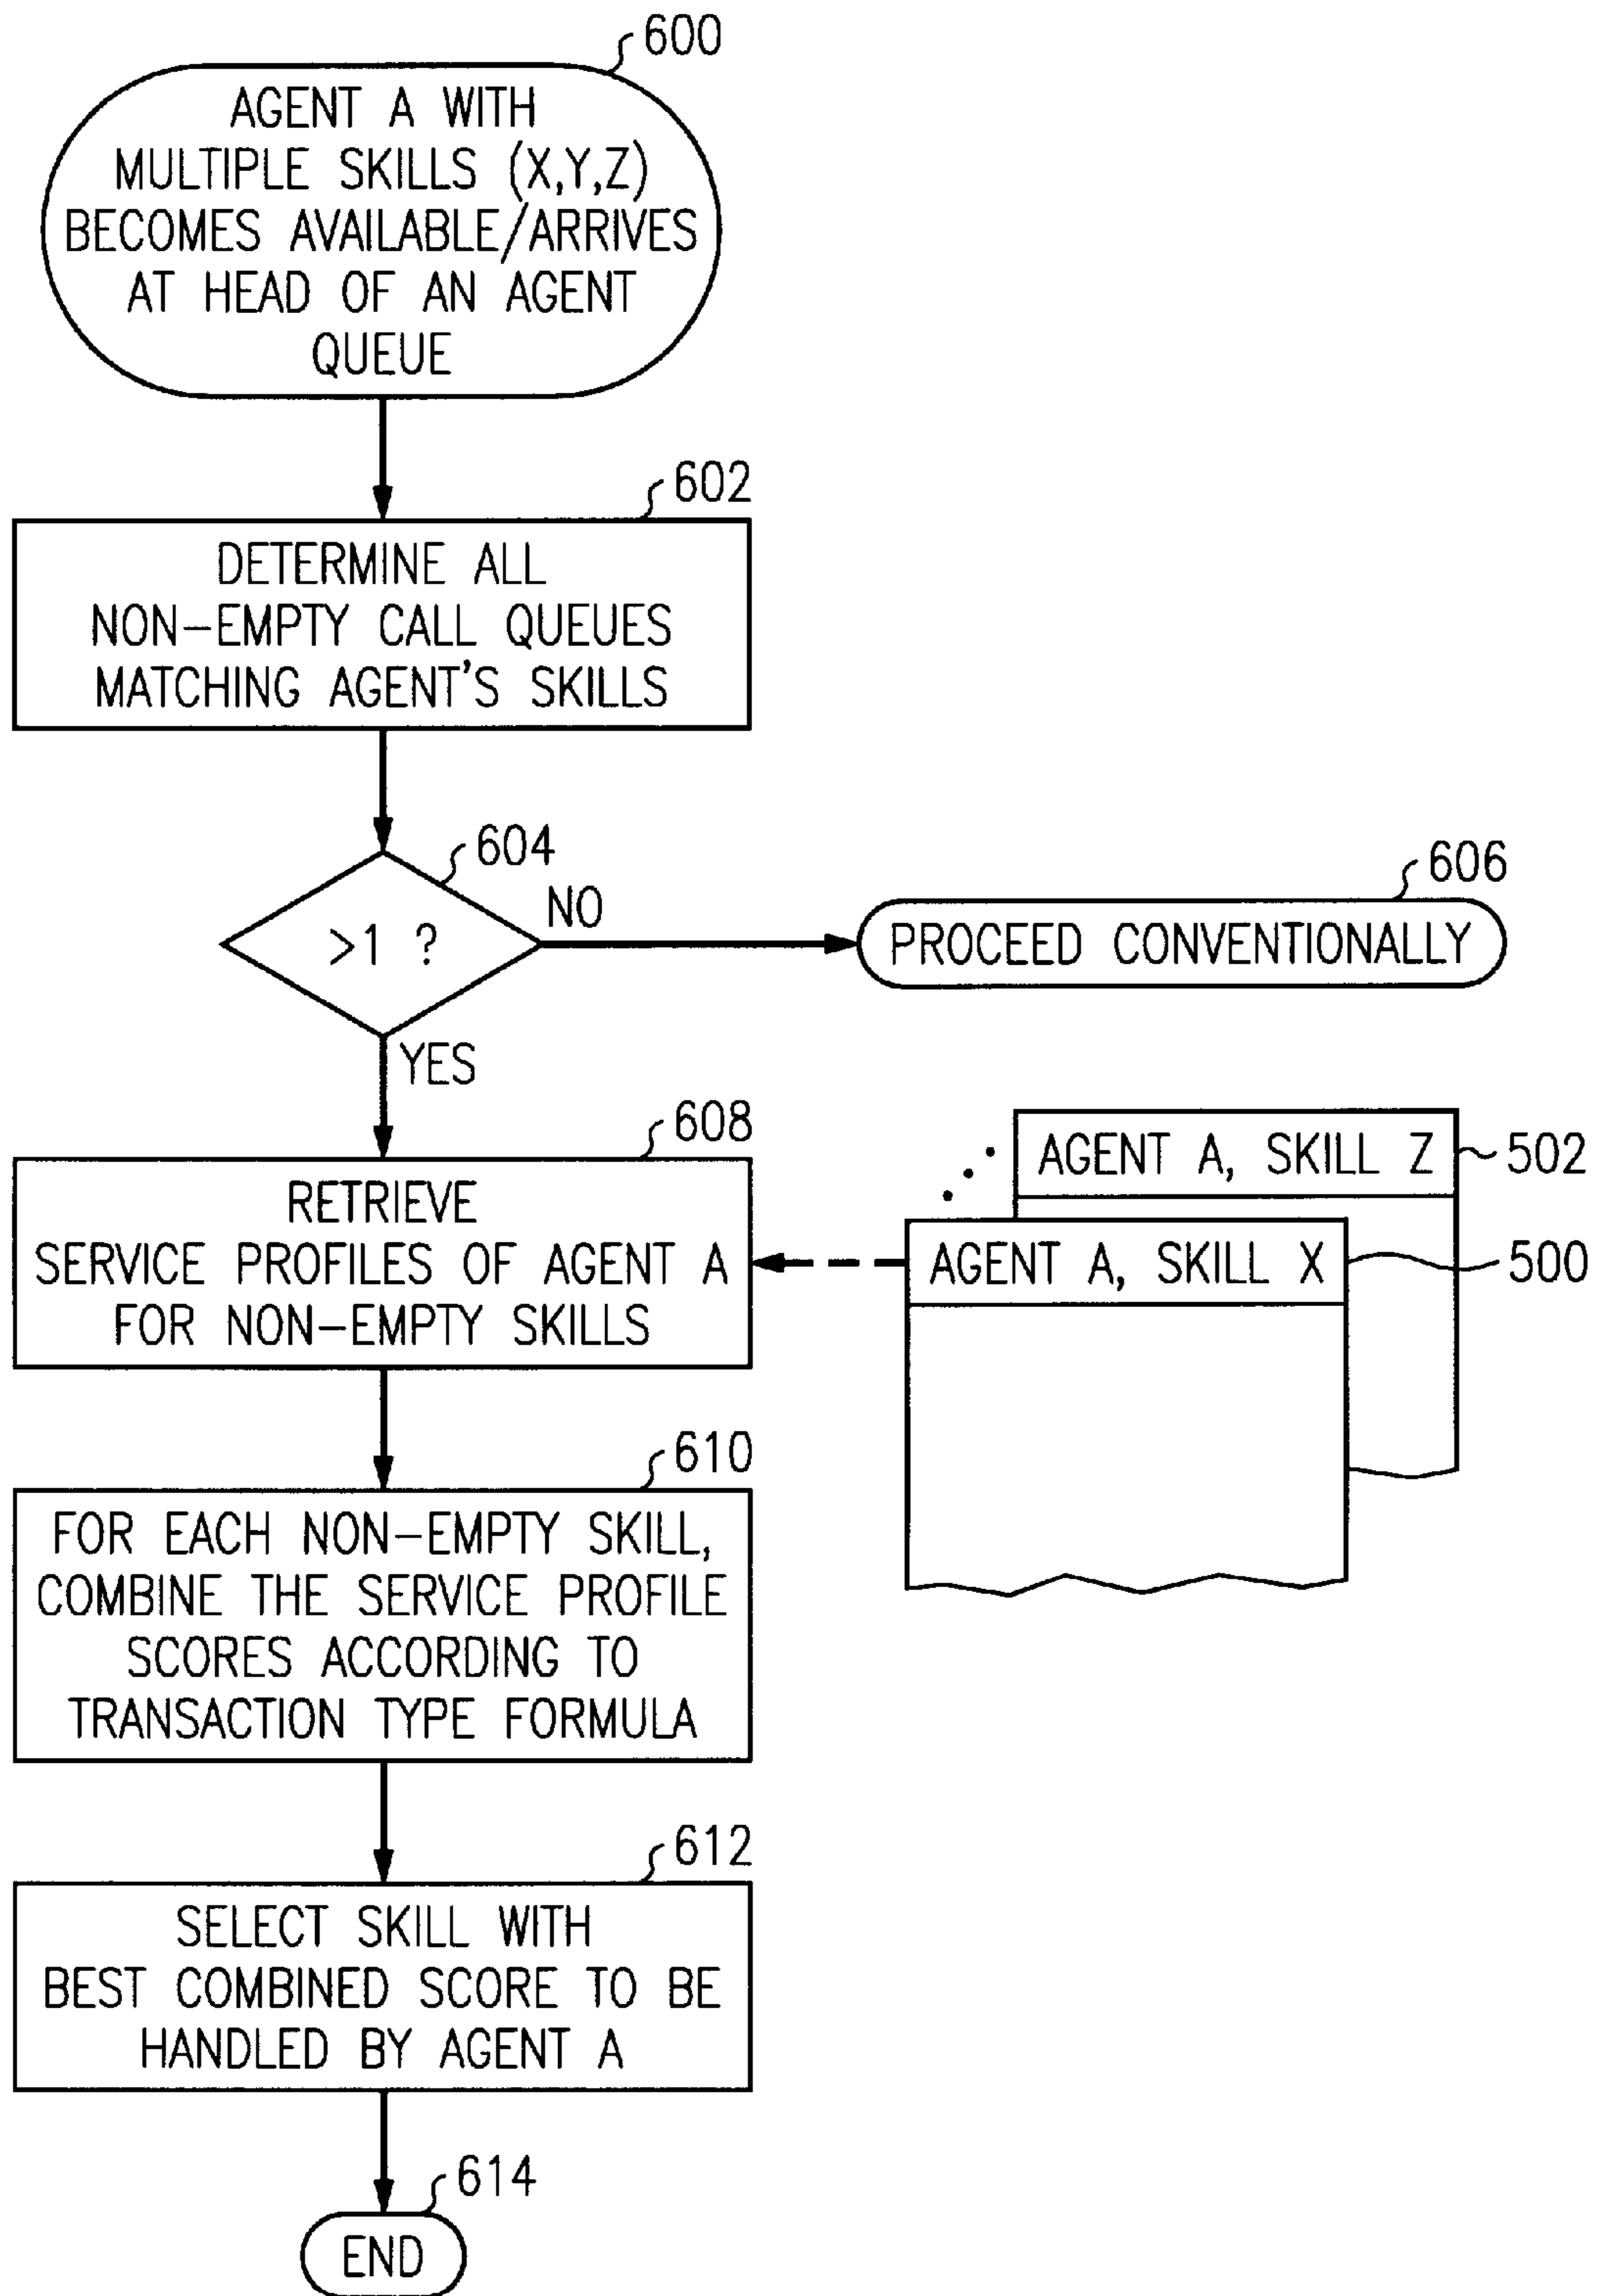 600
AGENT A WITH
MULTIPLE SKILLS (X,Y,Z)
BECOMES AVAILABLE/ARRIVES
AT HEAD OF AN AGENT
QUEUE
602
DETERMINE ALL
NON-EMPTY CALL QUEUES
MATCHING AGENT'S SKILLS
604
>1 ?
NO
606
PROCEED CONVENTIONALLY
YES
608
RETRIEVE
SERVICE PROFILES OF AGENT A
FOR NON-EMPTY SKILLS
AGENT A, SKILL Z
502
AGENT A, SKILL X
500
610
FOR EACH NON-EMPTY SKILL,
COMBINE THE SERVICE PROFILE
SCORES ACCORDING TO
TRANSACTION TYPE FORMULA
612
SELECT SKILL WITH
BEST COMBINED SCORE TO BE
HANDLED BY AGENT A
614
END